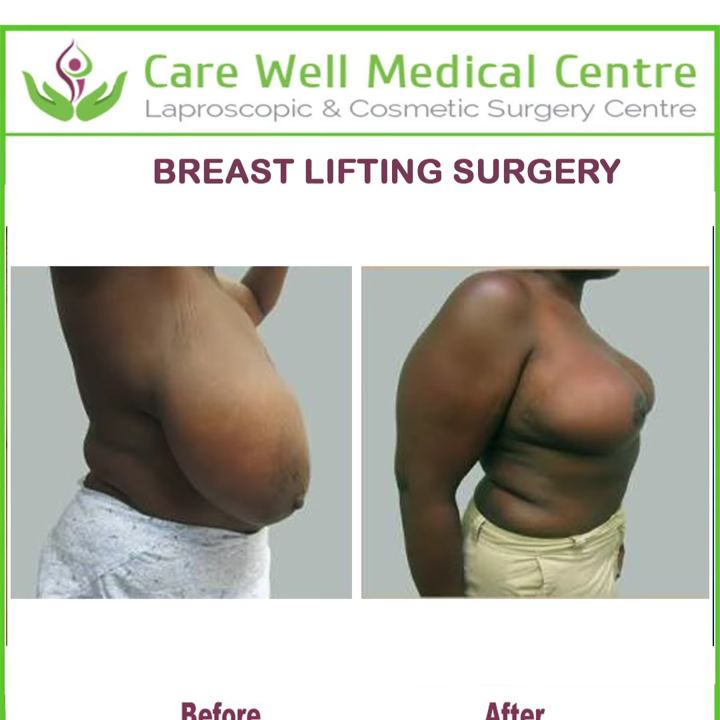 Care Well Medical Centre
Laproscopic & Cosmetic Surgery Centre
BREAST LIFTING SURGERY
Before After